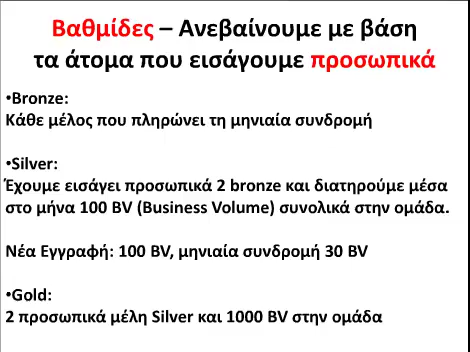 Βαθμίδες – Ανεβαίνουμε με βάση
τα άτομα που εισάγουμε προσωπικά
•Bronze:
Κάθε μέλος που πληρώνει τη μηνιαία συνδρομή
•Silver:
Έχουμε εισάγει προσωπικά 2 bronze και διατηρούμε μέσα
στο μήνα 100 BV (Business Volume) συνολικά στην ομάδα.
Νέα Εγγραφή: 100 BV, μηνιαία συνδρομή 30 BV
•Gold:
2 προσωπικά μέλη Silver και 1000 BV στην ομάδα